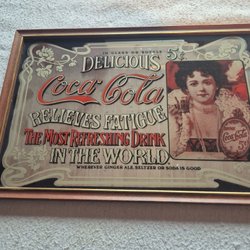 IN GLASS OR BOTTLE
DELICIOUS 5¢
Coca-Cola
RELIEVES FATIGUE
THE MOST REFRESHING DRINK
IN THE WORLD
WHEREVER GINGER ALE, SELTZER OR SODA IS GOOD
Coca-Cola
5¢